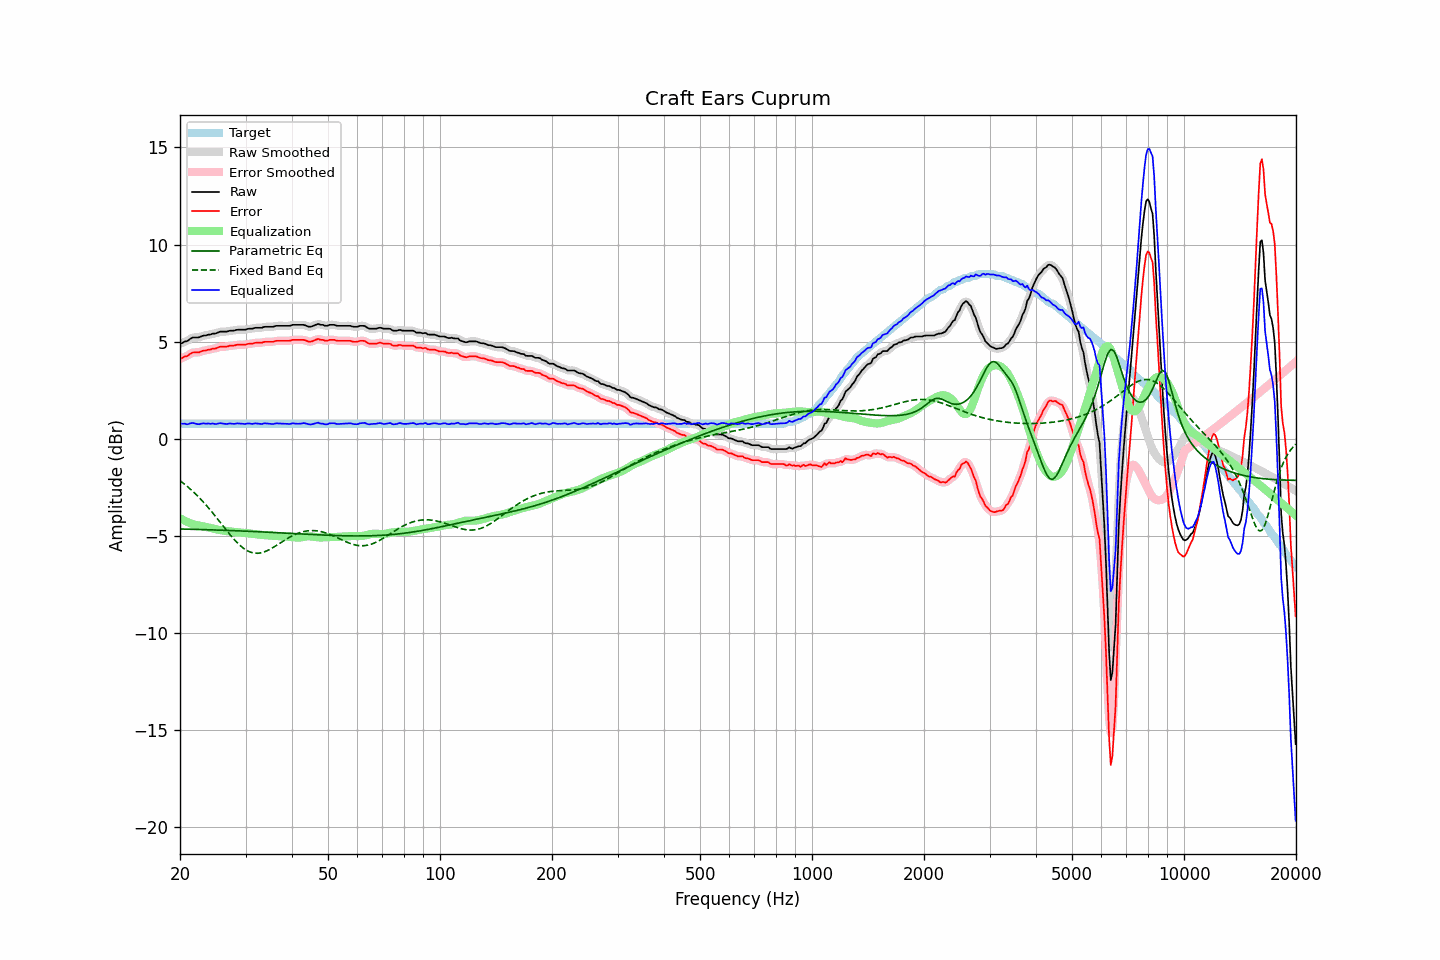 Craft Ears Cuprum
Target
Raw Smoothed
Error Smoothed
Raw
Error
Equalization
Parametric Eq
Fixed Band Eq
Equalized
15
10
5
0
−5
−10
−15
−20
Amplitude (dBr)
20 50 100 200 500 1000 2000 5000 10000 20000
Frequency (Hz)